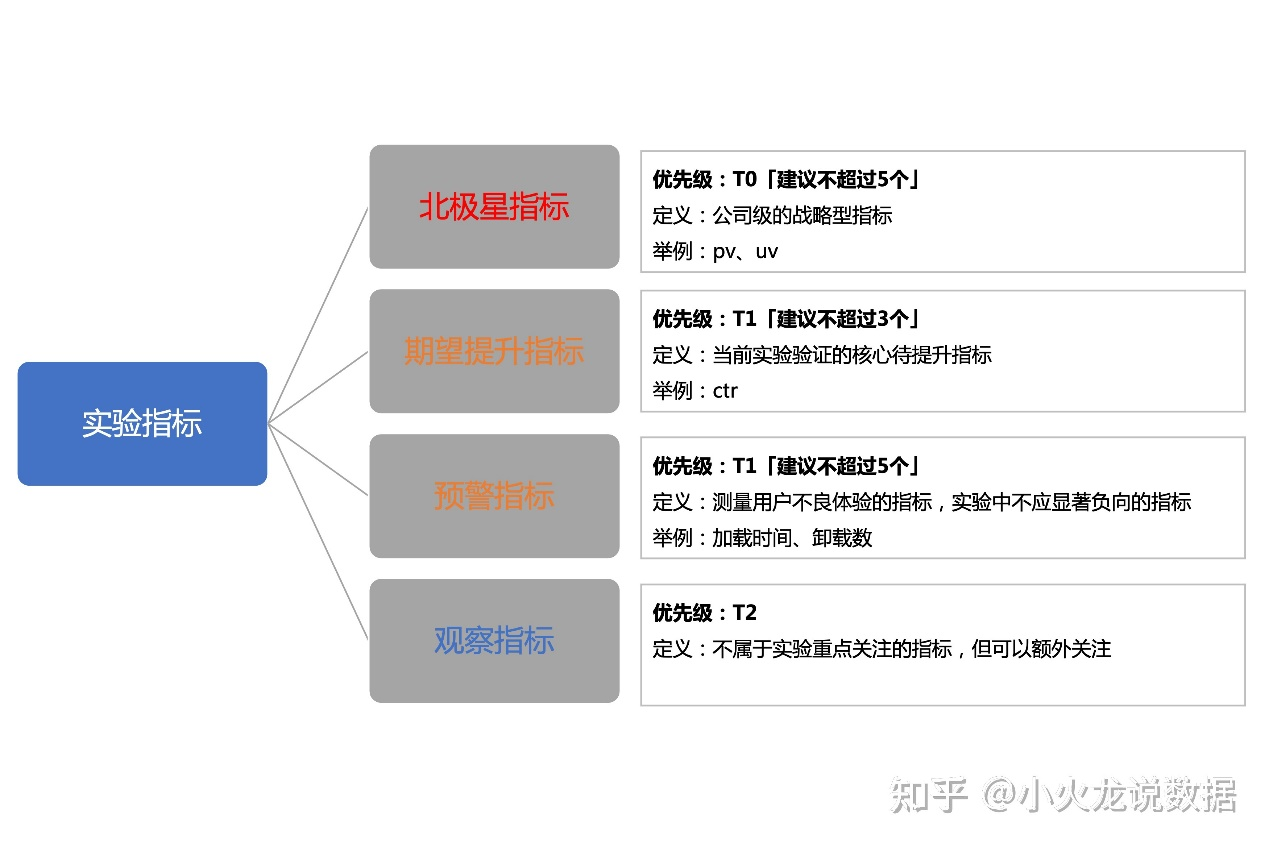 实验指标
北极星指标
优先级：T0「建议不超过5个」
定义：公司级的战略型指标
举例：pv、uv
期望提升指标
优先级：T1「建议不超过3个」
定义：当前实验验证的核心待提升指标
举例：ctr
预警指标
优先级：T1「建议不超过5个」
定义：测量用户不良体验的指标，实验中不应显著负向的指标
举例：加载时间、卸载数
观察指标
优先级：T2
定义：不属于实验重点关注的指标，但可以额外关注
知乎 @小火龙说数据